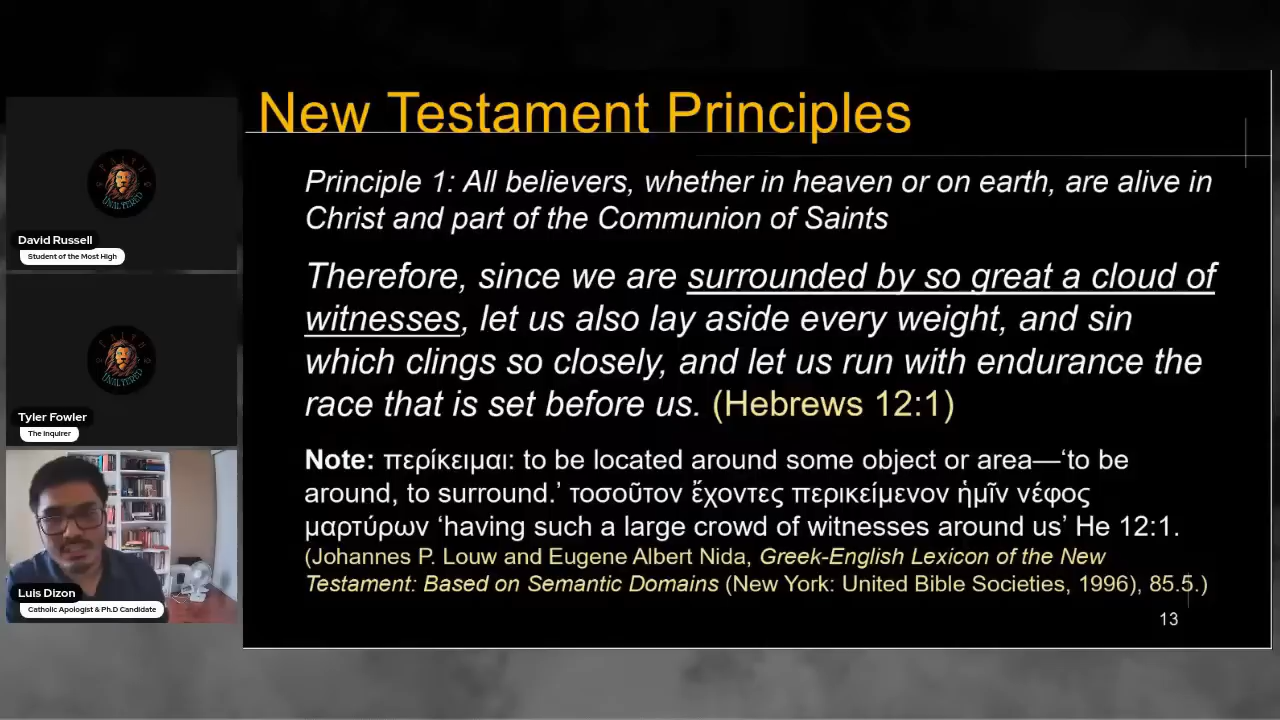 New Testament Principles
Principle 1: All believers, whether in heaven or on earth, are alive in
Christ and part of the Communion of Saints
Therefore, since we are surrounded by so great a cloud of
witnesses, let us also lay aside every weight, and sin
which clings so closely, and let us run with endurance the
race that is set before us. (Hebrews 12:1)
Note: περίκειμαι: to be located around some object or area—‘to be
around, to surround.’ τοσοῦτον ἔχοντες περικείμενον ἡμῖν νέφος
μαρτύρων ‘having such a large crowd of witnesses around us’ He 12:1.
(Johannes P. Louw and Eugene Albert Nida, Greek-English Lexicon of the New
Testament: Based on Semantic Domains (New York: United Bible Societies, 1996), 85.5.)
13
FAITH
UNALTERED
David Russell
Student of the Most High
FAITH
UNALTERED
Tyler Fowler
The Inquirer
Luis Dizon
Catholic Apologist & Ph.D Candidate